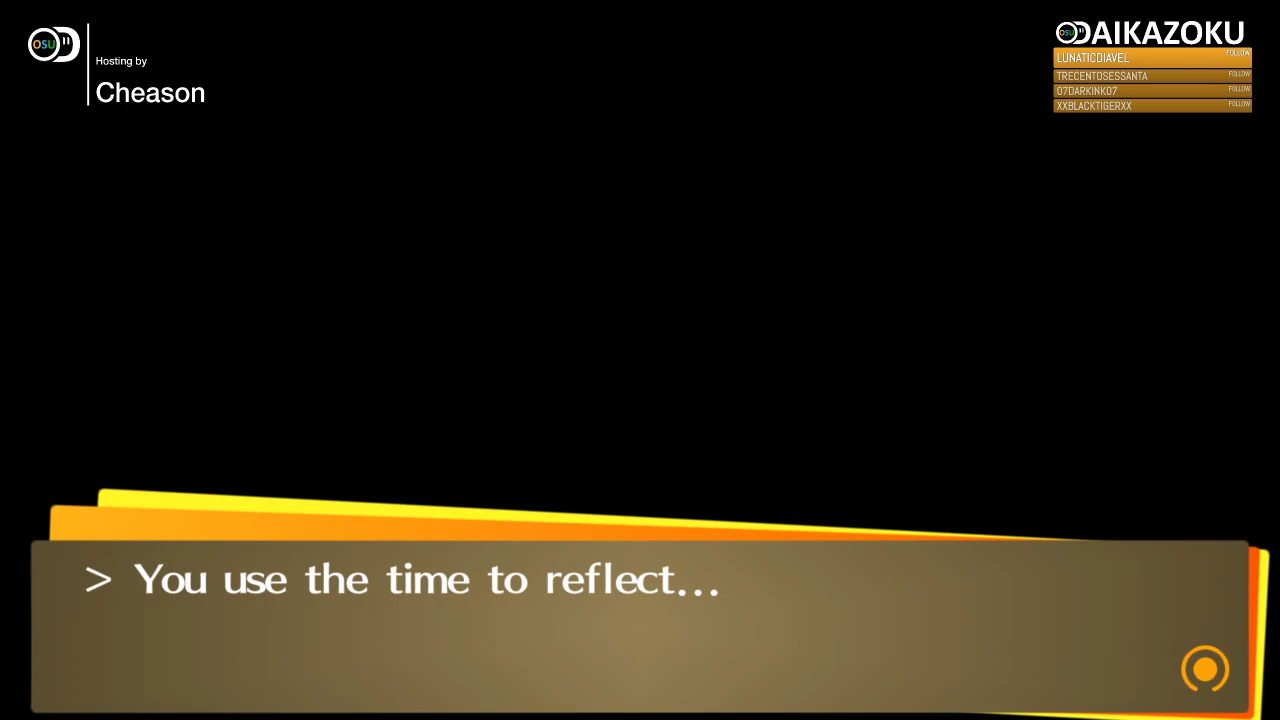 OSU
Hosting by
Cheason
OSU
DAIKAZOKU
LUNATICDIAVEL FOLLOW
TRECENTOSESSANTA FOLLOW
07DARKINK07 FOLLOW
XXBLACKTIGERXX FOLLOW
> You use the time to reflect...